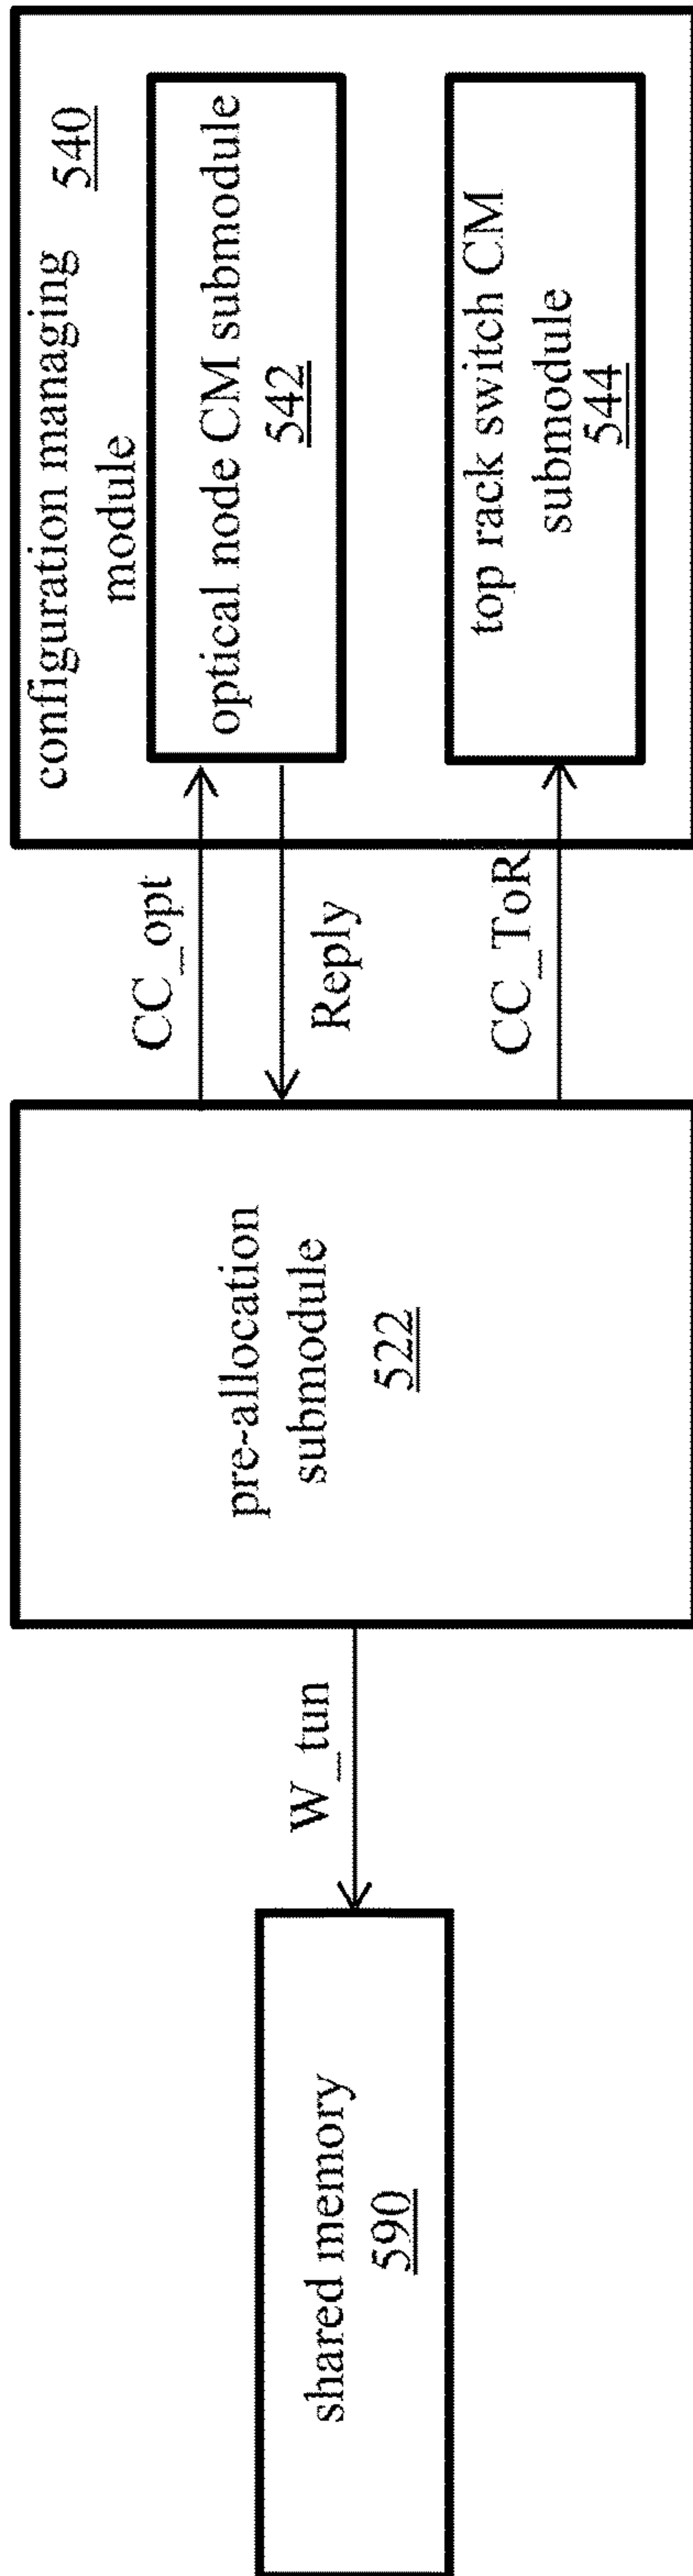 shared memory
590
W_tun
pre-allocation
submodule
522
CC_opt
Reply
CC_ToR
configuration managing
module
540
optical node CM submodule
542
top rack switch CM
submodule
544